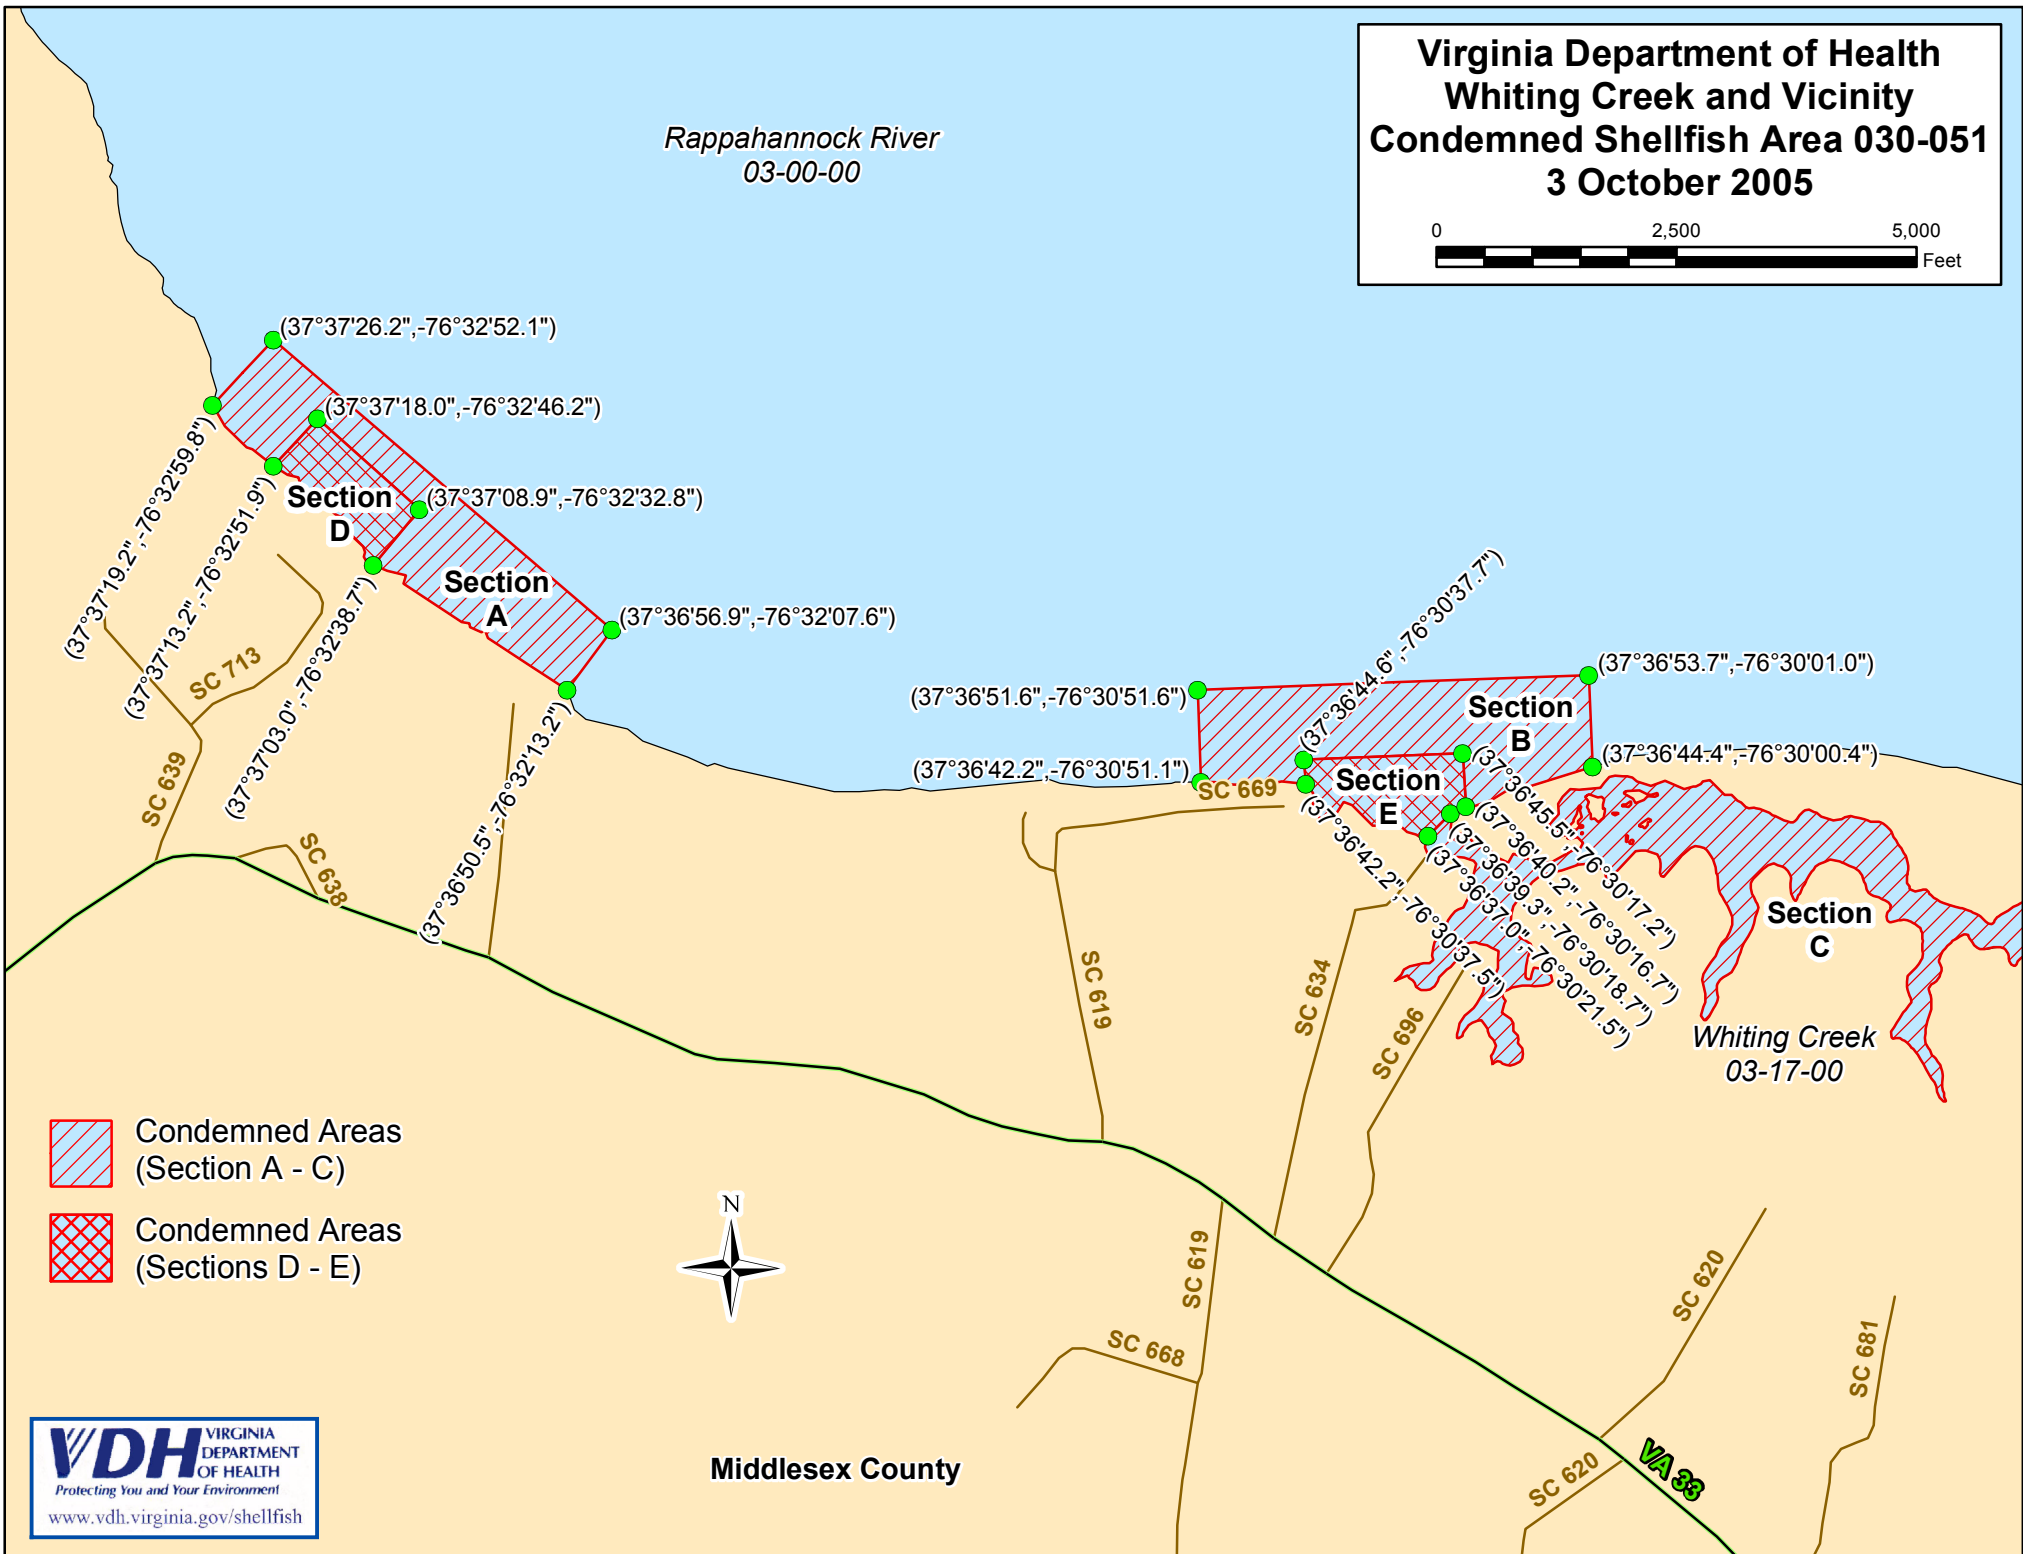 Virginia Department of Health
Whiting Creek and Vicinity
Condemned Shellfish Area 030-051
3 October 2005
0 2,500 5,000
Feet
Rappahannock River
03-00-00
(37°37'26.2",-76°32'52.1")
(37°37'18.0",-76°32'46.2")
(37°37'19.2",-76°32'59.8")
(37°37'13.2",-76°32'51.9")
Section
D
(37°37'08.9",-76°32'32.8")
(37°37'03.0",-76°32'38.7")
Section
A
(37°36'56.9",-76°32'07.6")
(37°36'50.5",-76°32'13.2")
(37°36'44.6",-76°30'37.7")
(37°36'53.7",-76°30'01.0")
(37°36'51.6",-76°30'51.6")
Section
B
(37°36'44.4",-76°30'00.4")
(37°36'42.2",-76°30'51.1")
Section
E
(37°36'45.5",-76°30'17.2")
(37°36'40.2",-76°30'16.7")
(37°36'39.3",-76°30'18.7")
(37°36'37.0",-76°30'21.5")
(37°36'42.2",-76°30'37.5")
SC 669
SC 713
SC 639
SC 638
Section
C
SC 619
SC 634
SC 696
Whiting Creek
03-17-00
Condemned Areas
(Section A - C)
Condemned Areas
(Sections D - E)
N
SC 619
SC 668
SC 620
SC 681
SC 620
VA 33
Middlesex County
VDH
VIRGINIA
DEPARTMENT
OF HEALTH
Protecting You and Your Environment
www.vdh.virginia.gov/shellfish